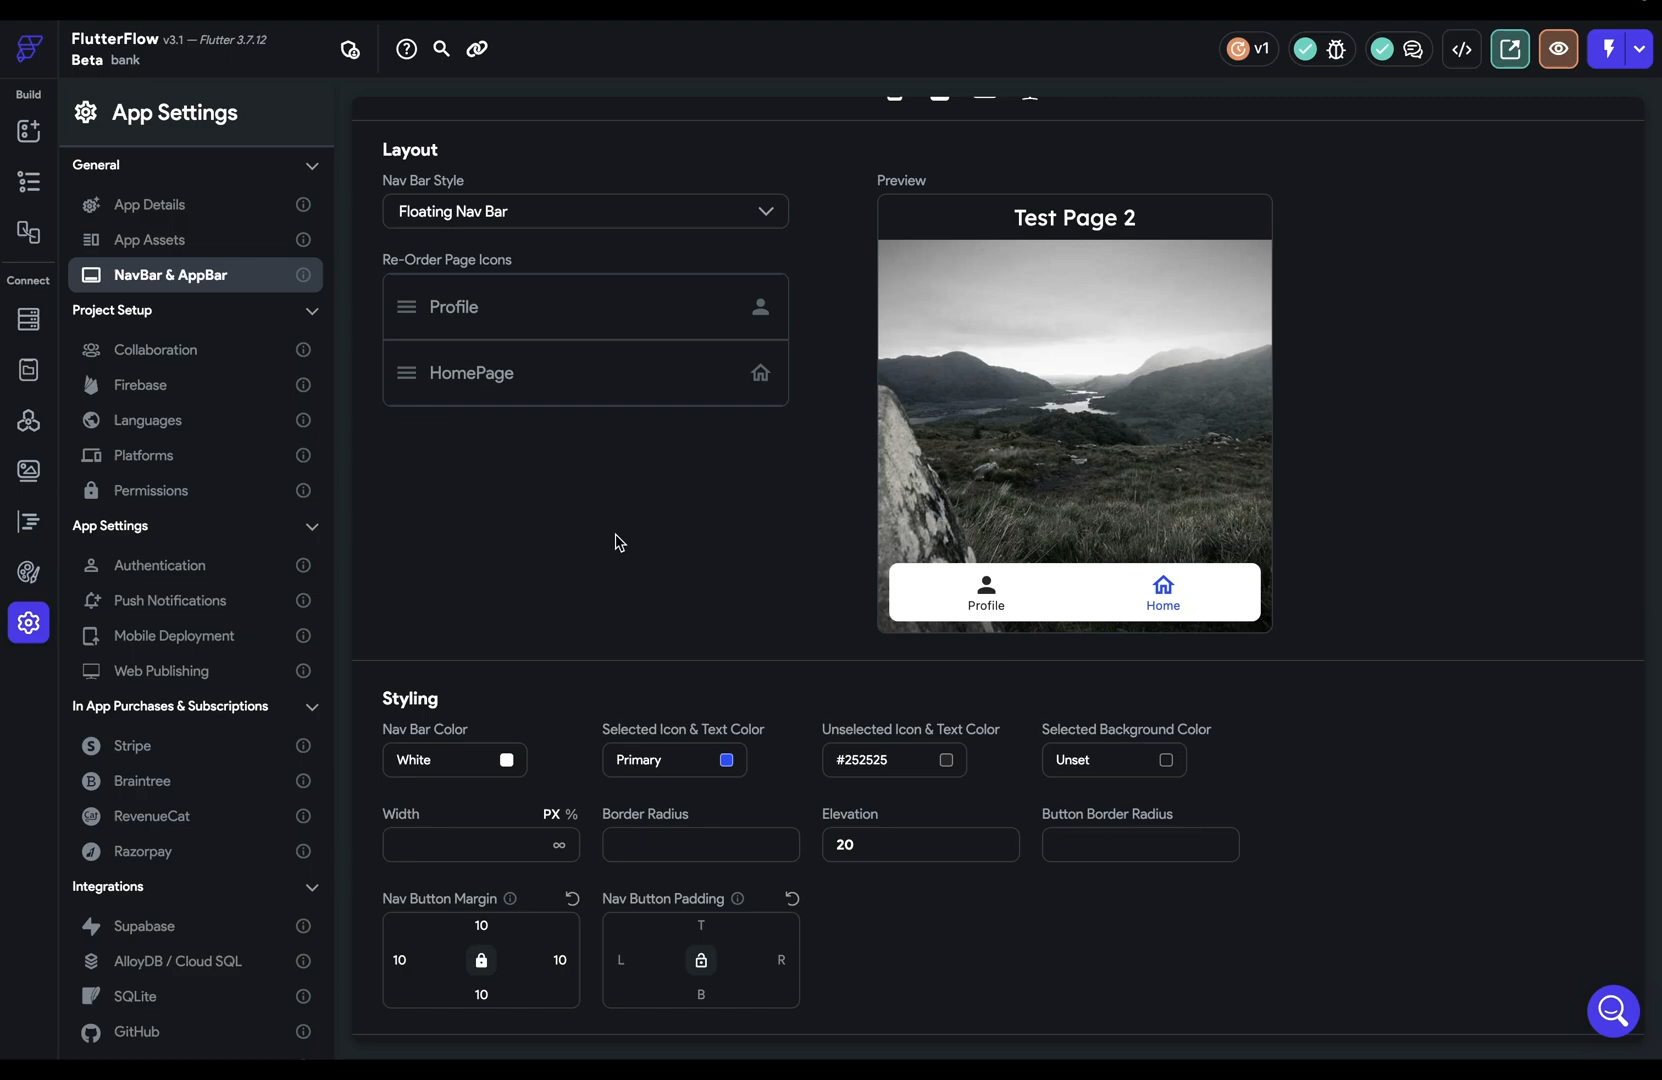 FlutterFlow v3.1 — Flutter 3.7.12
Beta bank
v1
Build
Connect
App Settings
General
App Details
App Assets
NavBar & AppBar
Project Setup
Collaboration
Firebase
Languages
Platforms
Permissions
App Settings
Authentication
Push Notifications
Mobile Deployment
Web Publishing
In App Purchases & Subscriptions
Stripe
Braintree
RevenueCat
Razorpay
Integrations
Supabase
AlloyDB / Cloud SQL
SQLite
GitHub
Layout
Nav Bar Style
Floating Nav Bar
Re-Order Page Icons
Profile
HomePage
Preview
Test Page 2
Profile Home
Styling
Nav Bar Color Selected Icon & Text Color Unselected Icon & Text Color Selected Background Color
White Primary #252525 Unset
Width PX % Border Radius Elevation Button Border Radius
∞ 20
Nav Button Margin Nav Button Padding
10 T
10 10 L R
10 B